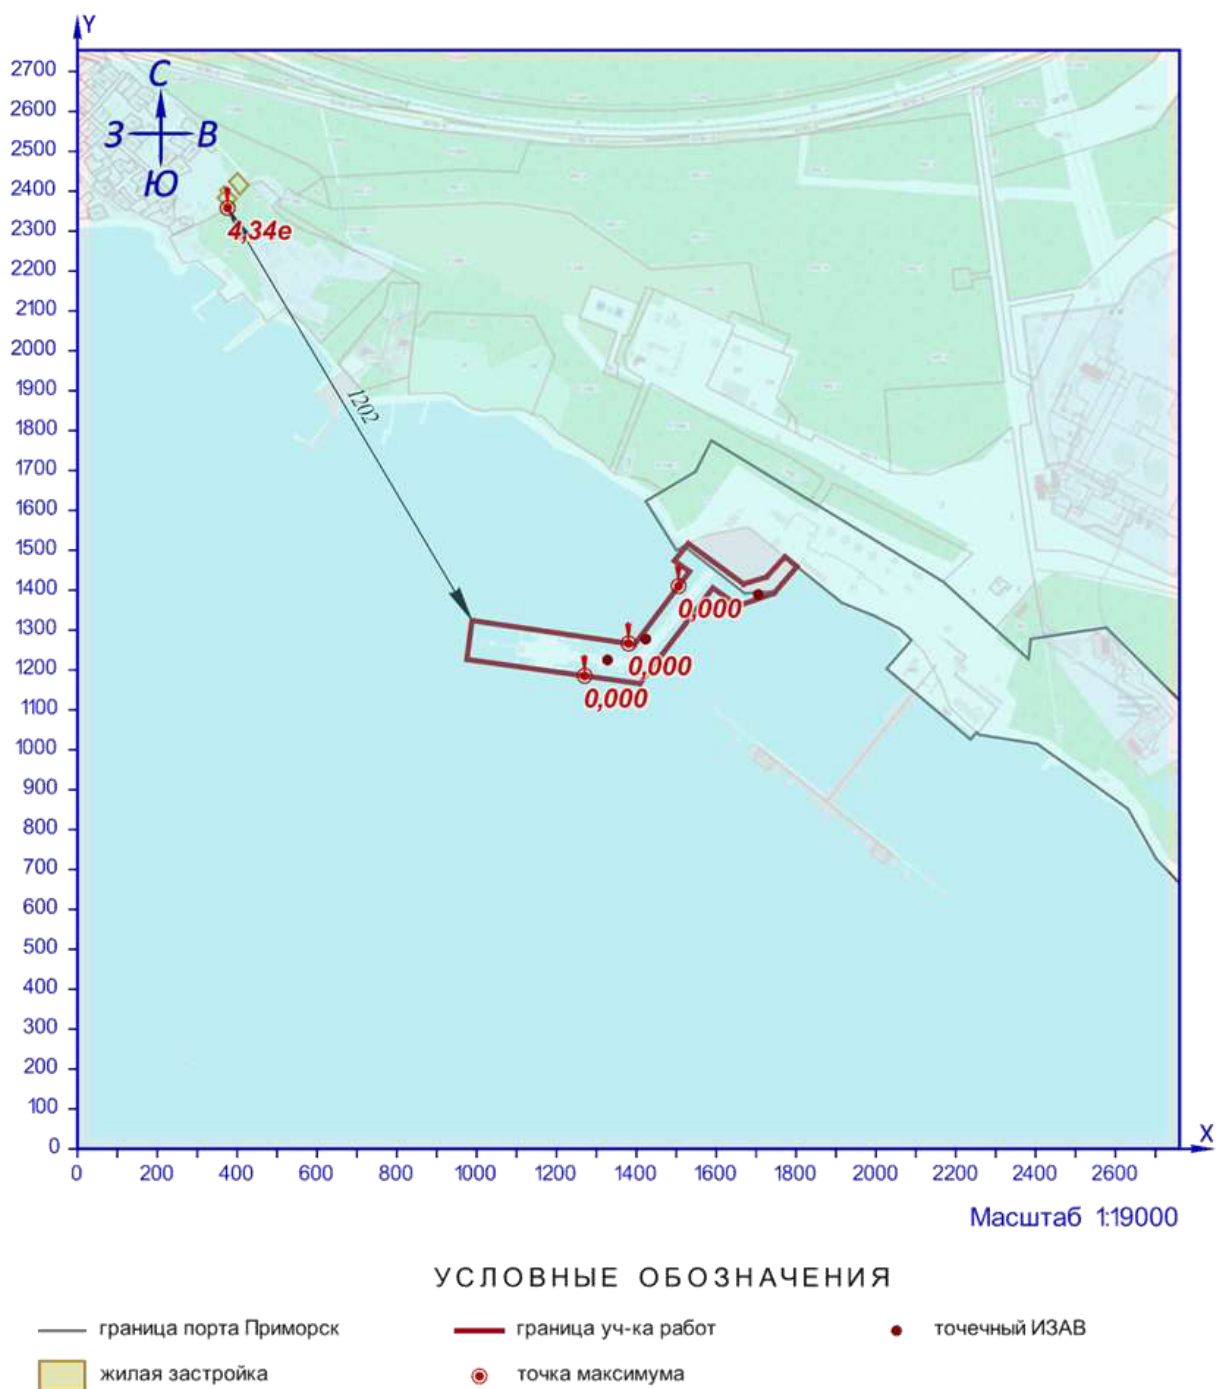 Y
2700
2600
2500
2400
2300
2200
2100
2000
1900
1800
1700
1600
1500
1400
1300
1200
1100
1000
900
800
700
600
500
400
300
200
100
0
С
З В
Ю
4,34e
1202
0,000
0,000
0,000
X
0 200 400 600 800 1000 1200 1400 1600 1800 2000 2200 2400 2600
Масштаб 1:19000
УСЛОВНЫЕ ОБОЗНАЧЕНИЯ
граница порта Приморск граница уч-ка работ точечный ИЗАВ
жилая застройка точка максимума